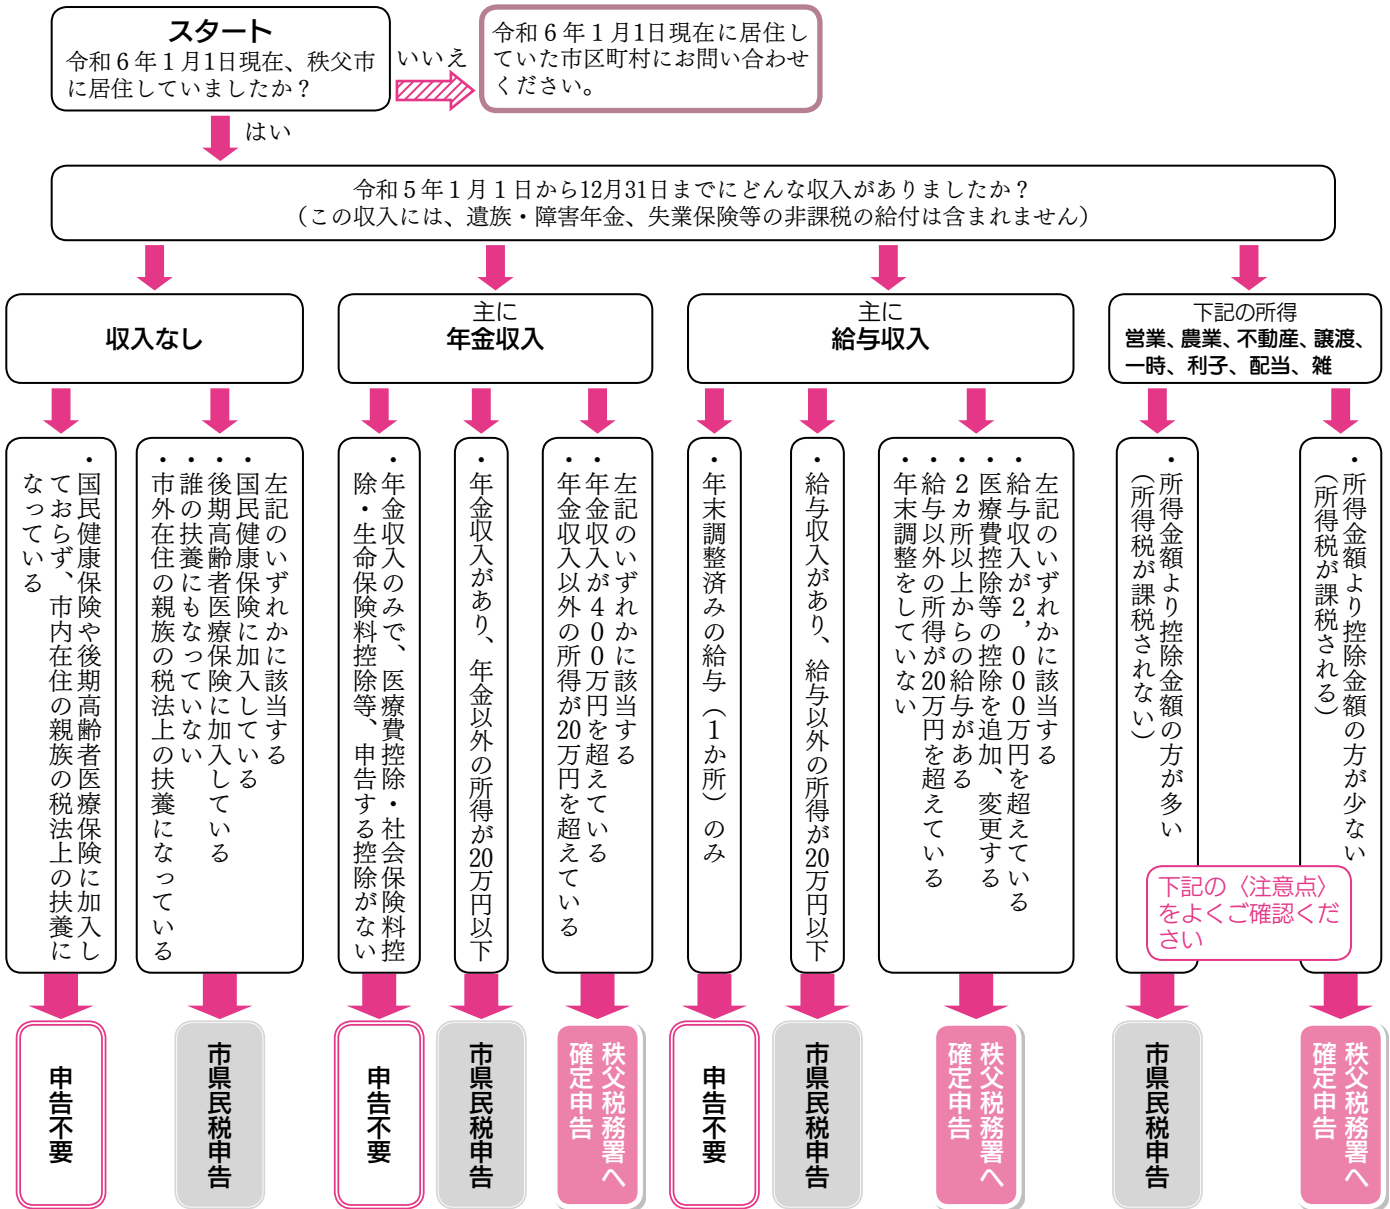 スタート
令和６年１月1日現在、秩父市
に居住していましたか？
いいえ
令和６年１月1日現在に居住し
ていた市区町村にお問い合わせ
ください。
はい
令和５年１月１日から12月31日までにどんな収入がありましたか？
（この収入には、遺族・障害年金、失業保険等の非課税の給付は含まれません）
収入なし
主に
年金収入
主に
給与収入
下記の所得
営業、農業、不動産、譲渡、
一時、利子、配当、雑
・国民健康保険や後期高齢者医療保険に加入し
ておらず、市内在住の親族の税法上の扶養に
なっている
左記のいずれかに該当する
・国民健康保険に加入している
・後期高齢者医療保険に加入している
・誰の扶養にもなっていない
・市外在住の親族の税法上の扶養になっている
・年金収入のみで、医療費控除・社会保険料控
除・生命保険料控除等、申告する控除がない
・年金収入があり、年金以外の所得が20万円以下
左記のいずれかに該当する
・年金収入が４００万円を超えている
・年金収入以外の所得が20万円を超えている
・年末調整済みの給与（１か所）のみ
・給与収入があり、給与以外の所得が20万円以下
左記のいずれかに該当する
・給与収入が２，０００万円を超えている
・医療費控除等の控除を追加、変更する
・２カ所以上からの給与がある
・給与以外の所得が20万円を超えている
・年末調整をしていない
・所得金額より控除金額の方が多い
（所得税が課税されない）
・所得金額より控除金額の方が少ない
（所得税が課税される）
下記の〈注意点〉
をよくご確認くだ
さい
申告不要
市県民税申告
申告不要
市県民税申告
秩父税務署へ
確定申告
申告不要
市県民税申告
秩父税務署へ
確定申告
市県民税申告
秩父税務署へ
確定申告